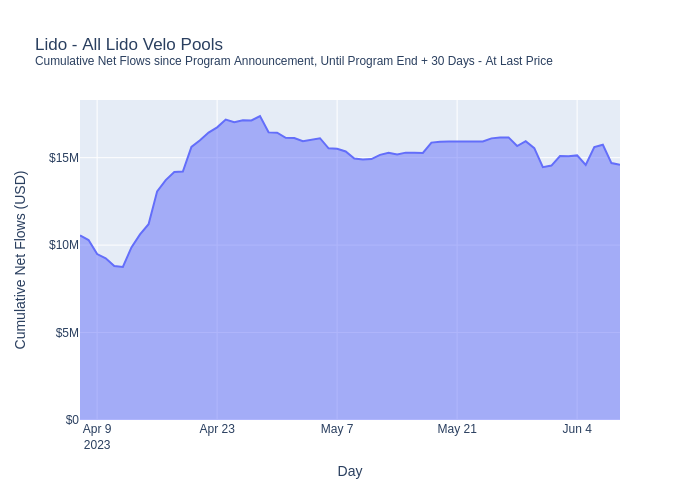 Lido - All Lido Velo Pools
Cumulative Net Flows since Program Announcement, Until Program End + 30 Days - At Last Price
Cumulative Net Flows (USD)
$15M
$10M
$5M
$0
Apr 9
2023
Apr 23
May 7
May 21
Jun 4
Day